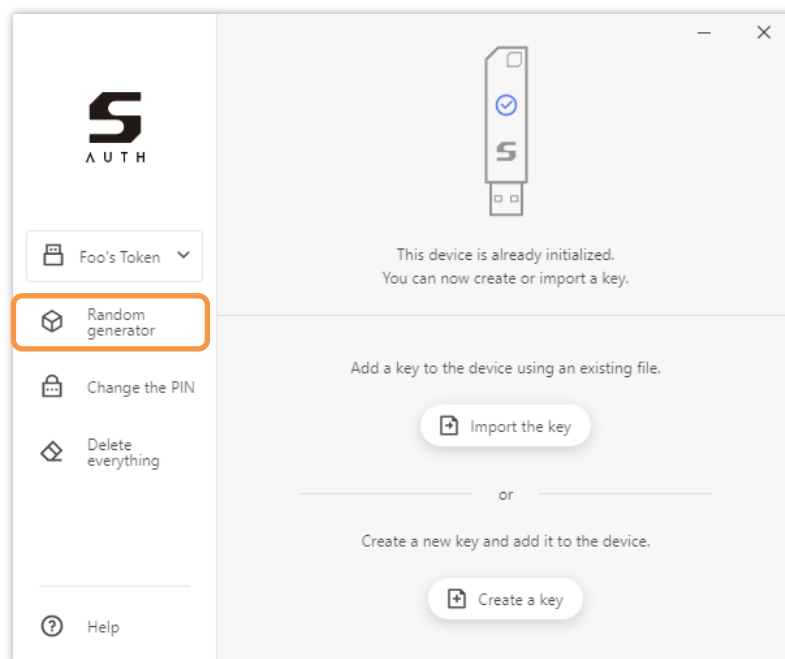 AUTH
Foo's Token
Random
generator
Change the PIN
Delete
everything
Help
This device is already initialized.
You can now create or import a key.
Add a key to the device using an existing file.
Import the key
or
Create a new key and add it to the device.
Create a key